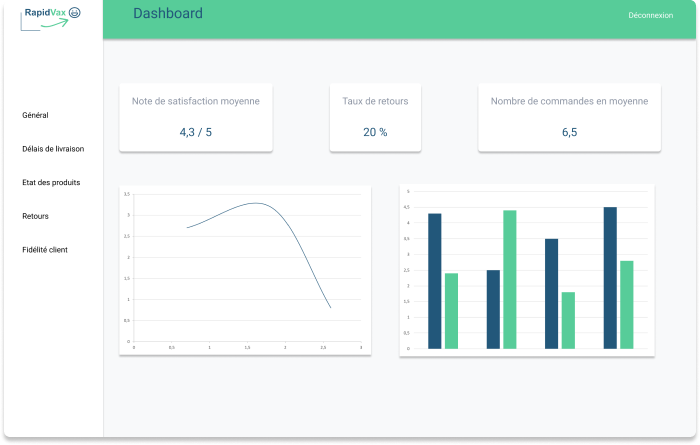 RapidVax
Dashboard
Déconnexion
Général
Délais de livraison
Etat des produits
Retours
Fidélité client
Note de satisfaction moyenne
4,3 / 5
Taux de retours
20 %
Nombre de commandes en moyenne
6,5
3,5
3
2,5
2
1,5
1
0,5
0
0 0,5 1 1,5 2 2,5 3
5
4,5
4
3,5
3
2,5
2
1,5
1
0,5
0